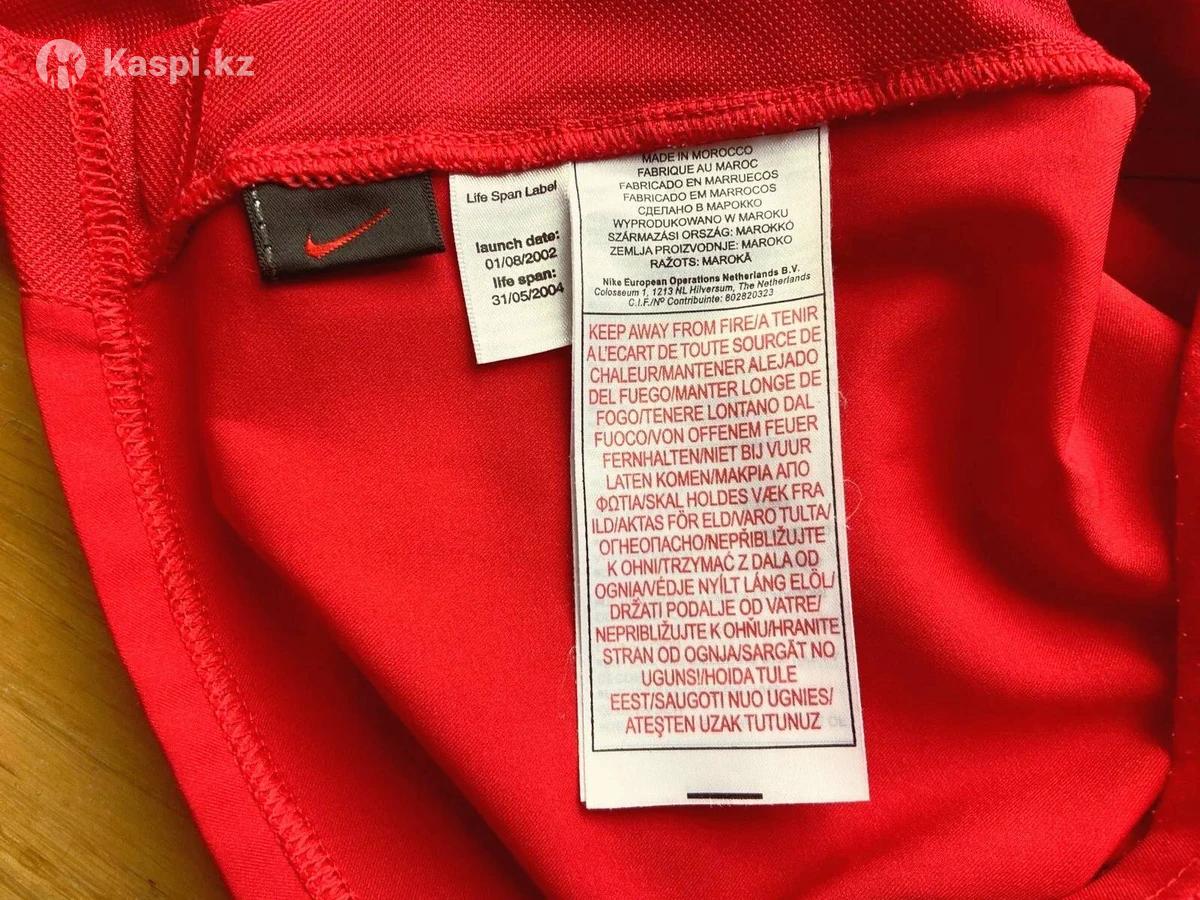 Kaspi.kz
Life Span Label
launch date:
01/08/2002
life span:
31/05/2004
MADE IN MOROCCO
FABRIQUE AU MAROC
FABRICADO EN MARRUECOS
FABRICADO EM MARROCOS
СДЕЛАНО В МАРОККО
WYPRODUKOWANO W MAROKU
SZÁRMAZÁSI ORSZÁG: MAROKKÓ
ZEMLJA PROIZVODNJE: MAROKO
RAŽOTS: MAROKĀ
Nike European Operations Netherlands B.V.
Colosseum 1, 1213 NL Hilversum, The Netherlands
C.I.F./Nº Contribuinte: 802820323
KEEP AWAY FROM FIRE/A TENIR
A L'ECART DE TOUTE SOURCE DE
CHALEUR/MANTENER ALEJADO
DEL FUEGO/MANTER LONGE DE
FOGO/TENERE LONTANO DAL
FUOCO/VON OFFENEM FEUER
FERNHALTEN/NIET BIJ VUUR
LATEN KOMEN/ΜΑΚΡΙΑ ΑΠΟ
ΦΩΤΙΑ/SKAL HOLDES VÆK FRA
ILD/AKTAS FÖR ELD/VARO TULTA/
ОГНЕОПАСНО/NEPŘIBLIŽUJTE
K OHNI/TRZYMAĆ Z DALA OD
OGNIA/VÉDJE NYÍLT LÁNG ELÖL/
DRŽATI PODALJE OD VATRE/
NEPRIBLIŽUJTE K OHŇU/HRANITE
STRAN OD OGNJA/SARGĀT NO
UGUNS!/HOIDA TULE
EEST/SAUGOTI NUO UGNIES/
ATEŞTEN UZAK TUTUNUZ